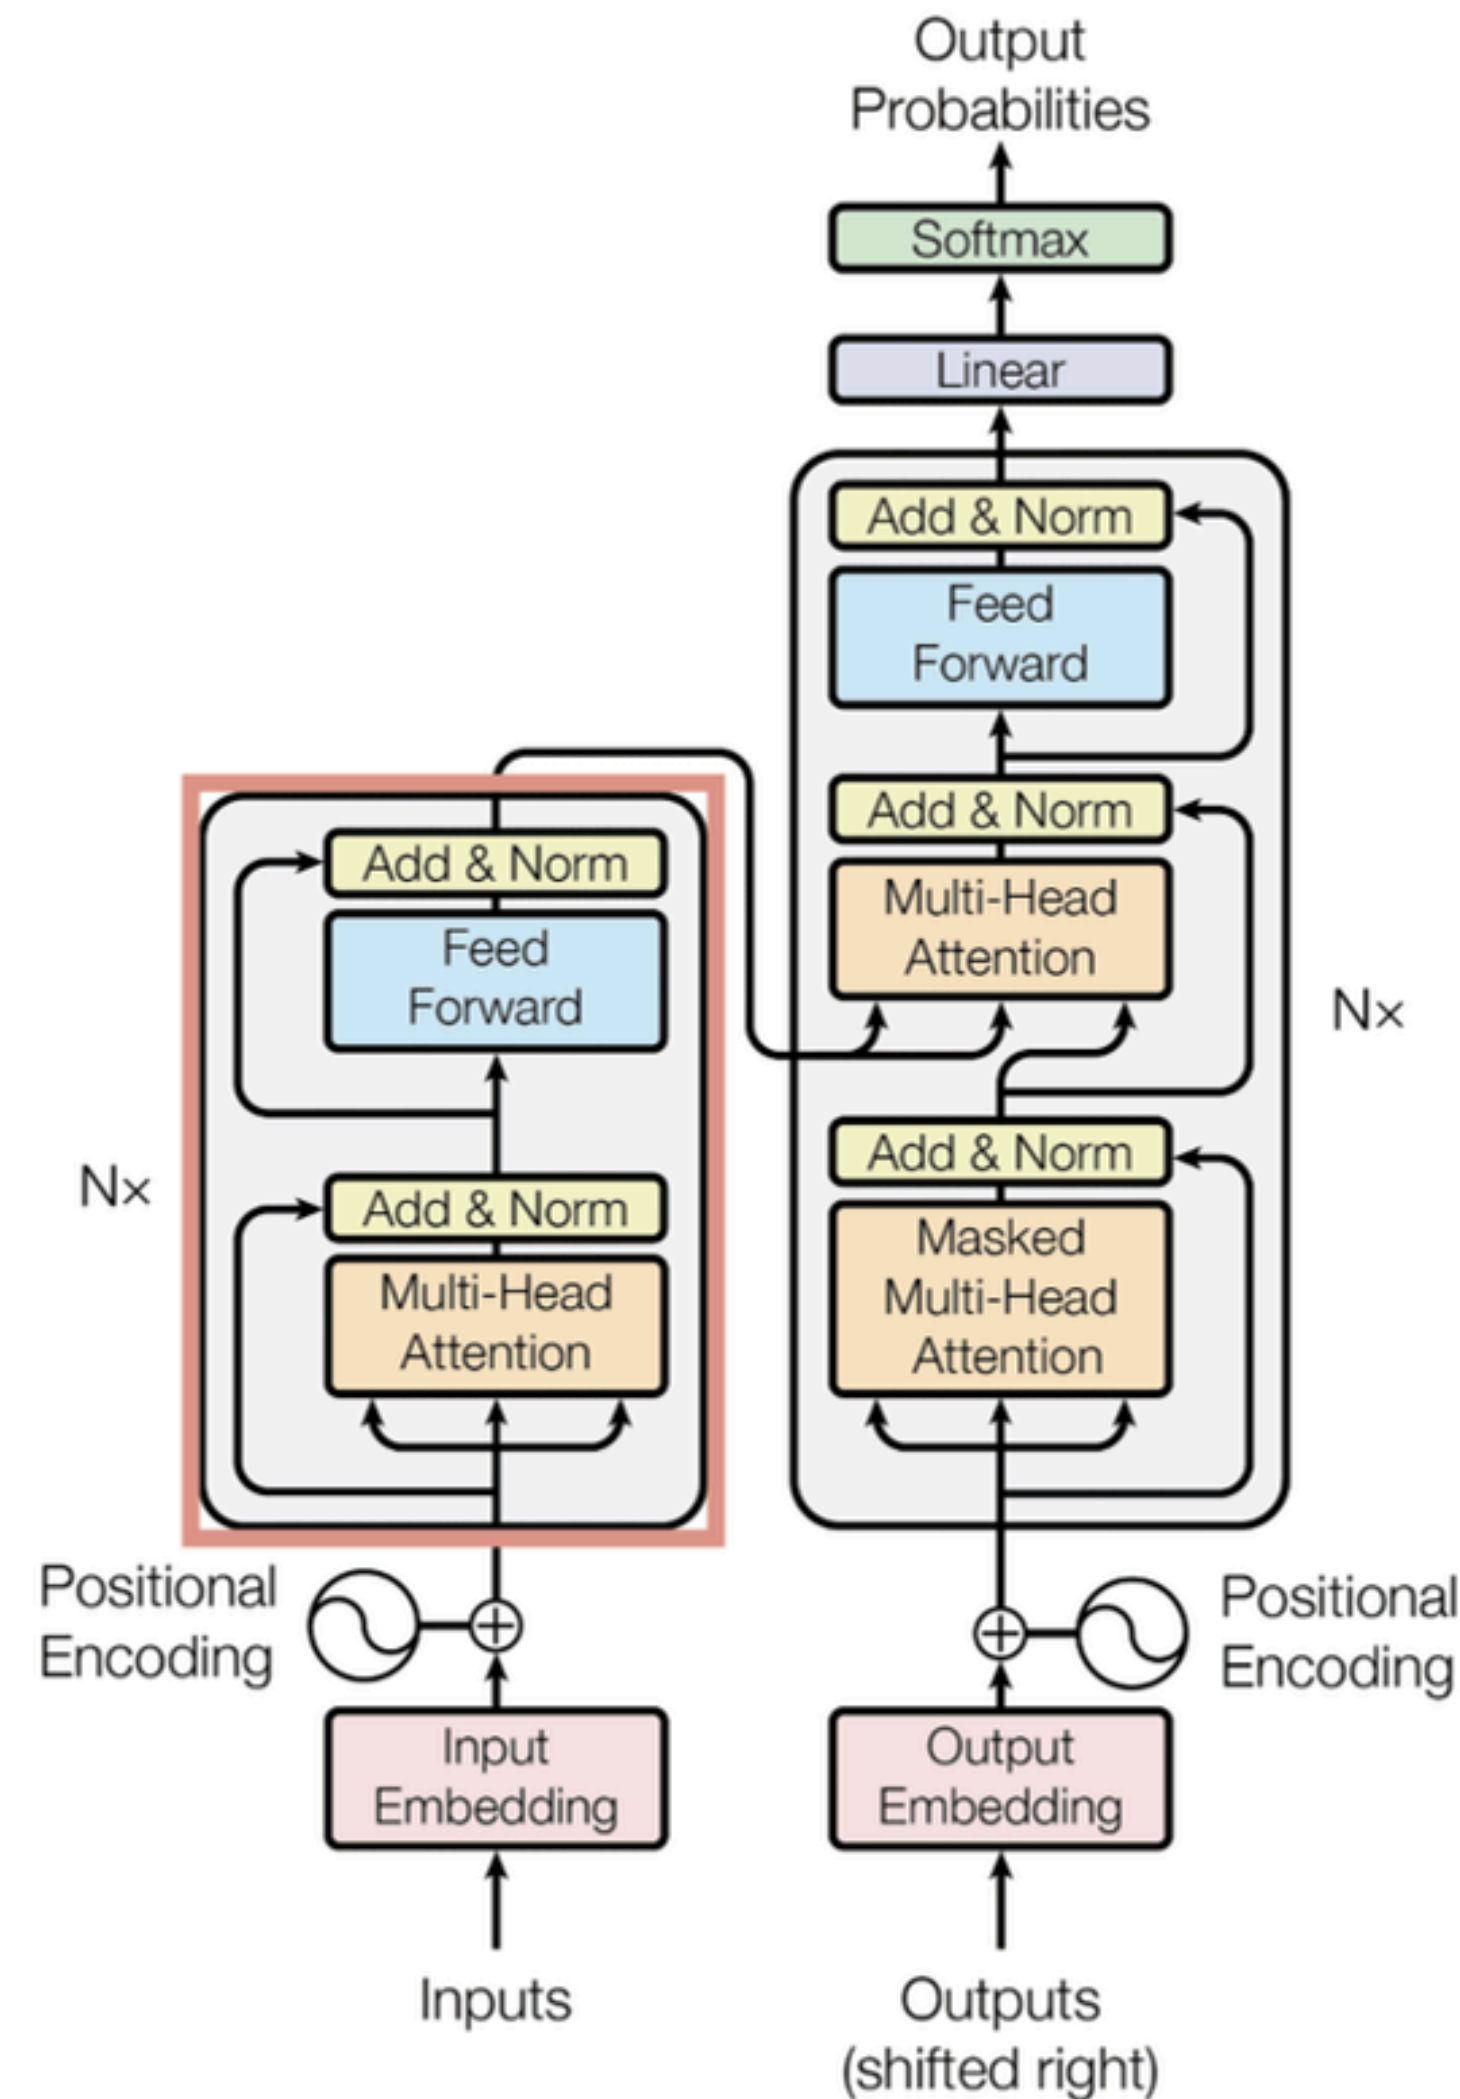 Output
Probabilities
Softmax
Linear
Add & Norm
Feed
Forward
Add & Norm
Multi-Head
Attention
Nx
Add & Norm
Masked
Multi-Head
Attention
Add & Norm
Feed
Forward
Nx
Add & Norm
Multi-Head
Attention
Positional
Encoding
Positional
Encoding
Input
Embedding
Output
Embedding
Inputs
Outputs
(shifted right)